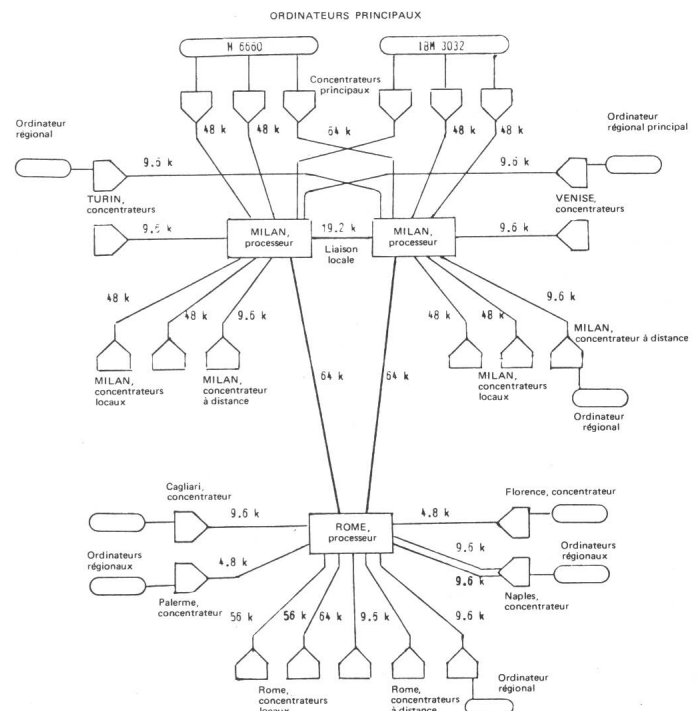 ORDINATEURS PRINCIPAUX
H 6660
IBM 3032
Concentrateurs
principaux
Ordinateur
régional
Ordinateur
régional principal
48 k
48 k
64 k
48 k
48 k
9.6 k
9.6 k
TURIN,
concentrateurs
VENISE,
concentrateurs
9.6 k
MILAN,
processeur
19.2 k
Liaison
locale
MILAN,
processeur
9.6 k
48 k
48 k
9.6 k
48 k
48 k
9.6 k
MILAN,
concentrateur à distance
MILAN,
concentrateurs
locaux
MILAN,
concentrateur
à distance
64 k
64 k
MILAN,
concentrateurs
locaux
Ordinateur
régional
Cagliari,
concentrateur
9.6 k
ROME,
processeur
4.8 k
Florence, concentrateur
Ordinateurs
régionaux
4.8 k
9.6 k
9.6 k
Ordinateurs
régionaux
Palerme,
concentrateur
Naples,
concentrateur
56 k
56 k
64 k
9.6 k
9.6 k
Rome,
concentrateurs
locaux
Rome,
concentrateurs
à distance
Ordinateur
régional